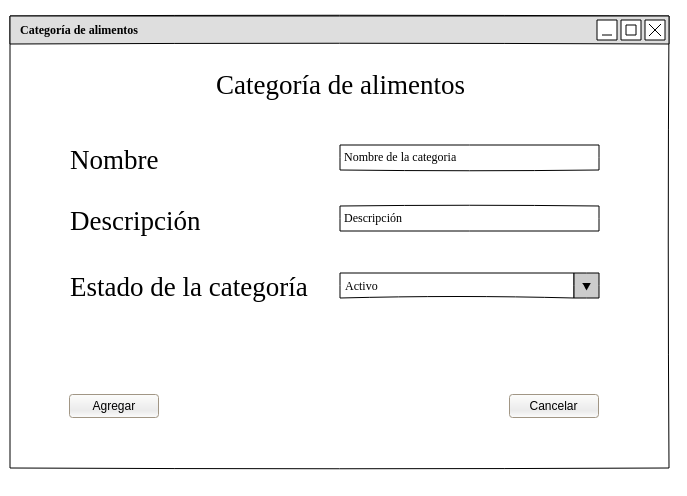 Categoría de alimentos
Categoría de alimentos
Nombre
Nombre de la categoria
Descripción
Descripción
Estado de la categoría
Activo
Agregar
Cancelar